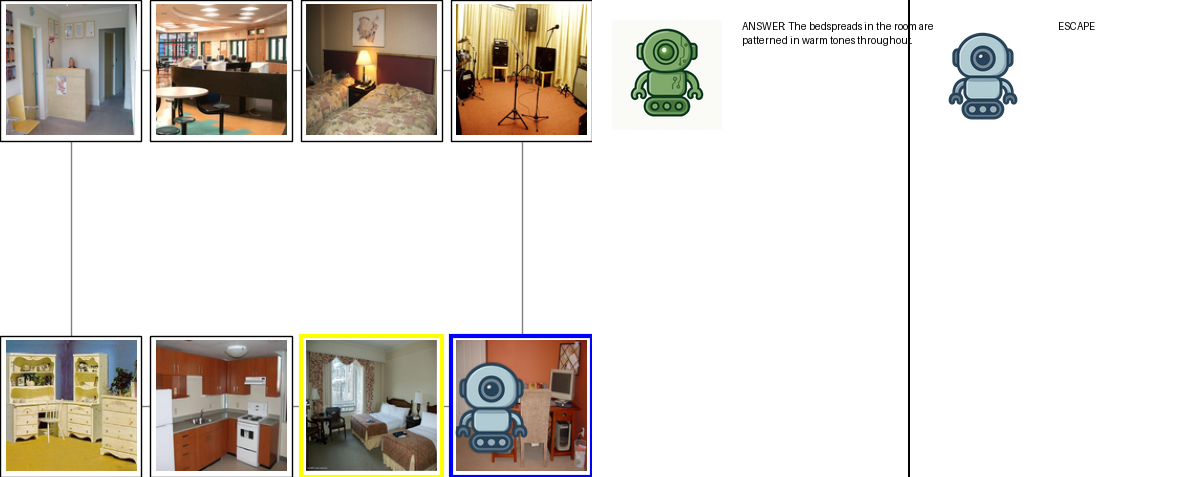 ANSWER: The bedspreads in the room are
patterned in warm tones throughout.
ESCAPE